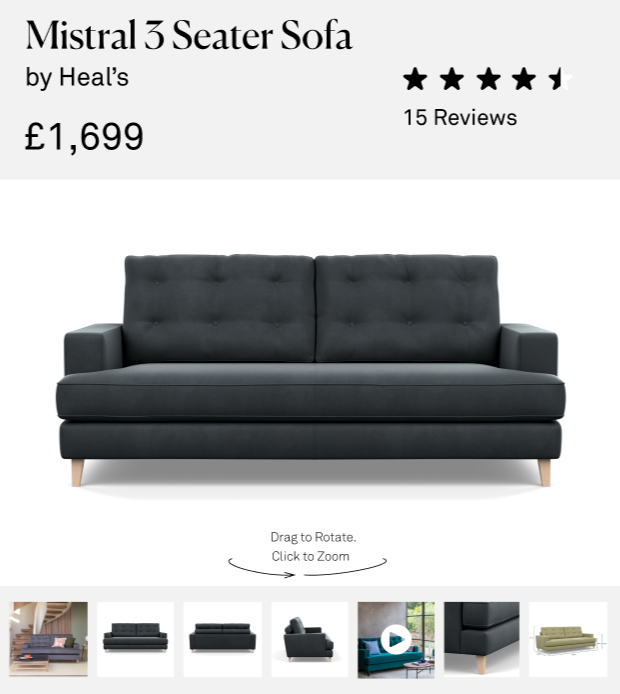 Mistral 3 Seater Sofa
by Heal’s
£1,699
15 Reviews
Drag to Rotate.
Click to Zoom